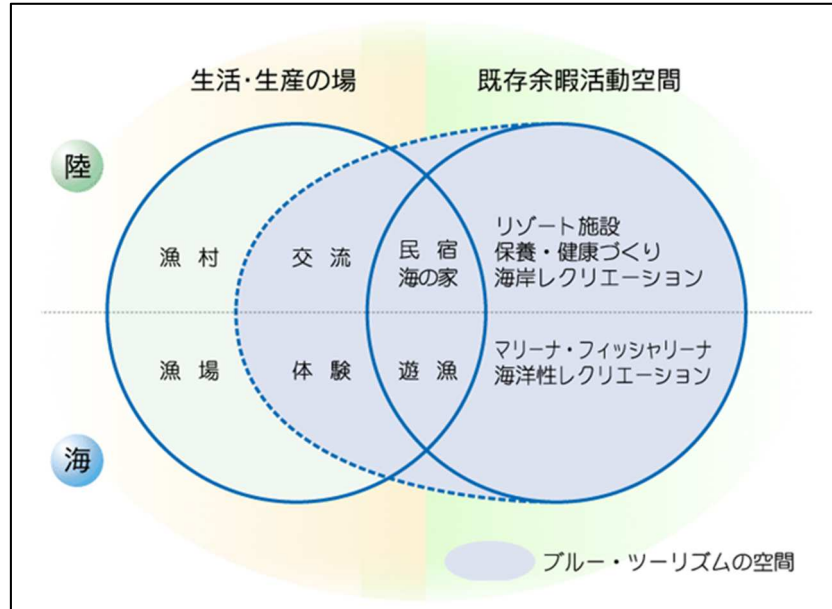 生活・生産の場
既存余暇活動空間
陸
漁村
交流
民宿
海の家
リゾート施設
保養・健康づくり
海岸レクリエーション
漁場
体験
遊漁
マリーナ・フィッシャリーナ
海洋性レクリエーション
海
ブルー・ツーリズムの空間